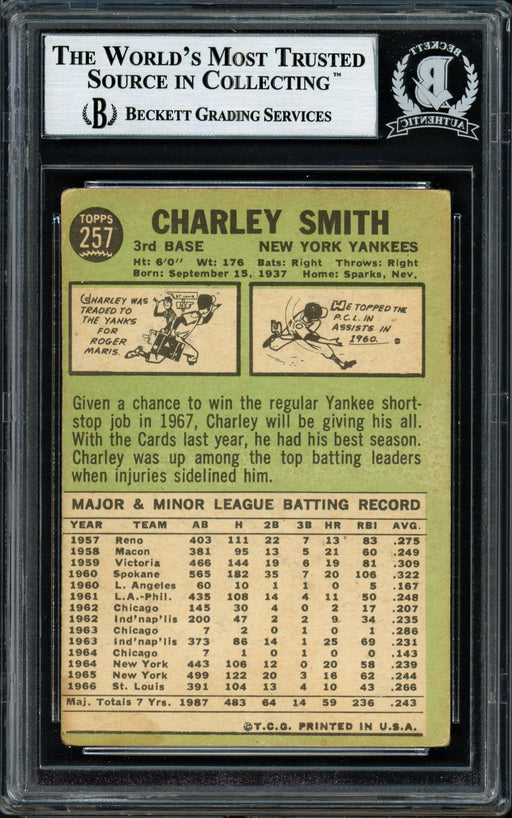 THE WORLD'S MOST TRUSTED
SOURCE IN COLLECTING™
B BECKETT GRADING SERVICES
BECKETT
B
AUTHENTIC
TOPPS
257
CHARLEY SMITH
3rd BASE NEW YORK YANKEES
Ht: 6'0" Wt: 176 Bats: Right Throws: Right
Born: September 15, 1937 Home: Sparks, Nev.
CHARLEY WAS
TRADED TO
THE YANKS
FOR
ROGER
MARIS.
HE TOPPED THE
P.C.L. IN
ASSISTS IN
1960.
Given a chance to win the regular Yankee short-
stop job in 1967, Charley will be giving his all.
With the Cards last year, he had his best season.
Charley was up among the top batting leaders
when injuries sidelined him.
MAJOR & MINOR LEAGUE BATTING RECORD
YEAR TEAM AB H 2B 3B HR RBI AVG.
1957 Reno 403 111 22 7 13 83 .275
1958 Macon 381 95 13 5 21 60 .249
1959 Victoria 466 144 19 6 19 81 .309
1960 Spokane 565 182 35 7 20 106 .322
1960 L. Angeles 60 10 1 0 0 5 .167
1961 L.A.-Phil. 435 108 14 4 11 50 .248
1962 Chicago 145 30 4 0 2 17 .207
1962 Ind'nap'lis 200 47 2 2 9 34 .235
1963 Chicago 7 2 0 1 0 1 .286
1963 Ind'nap'lis 373 86 14 1 25 69 .231
1964 Chicago 7 1 0 1 0 0 .143
1964 New York 443 106 12 0 20 58 .239
1965 New York 499 122 20 3 16 62 .244
1966 St. Louis 391 104 13 4 10 43 .266
Maj. Totals 7 Yrs. 1987 483 64 14 59 236 .243
©T.C.G. PRINTED IN U.S.A.